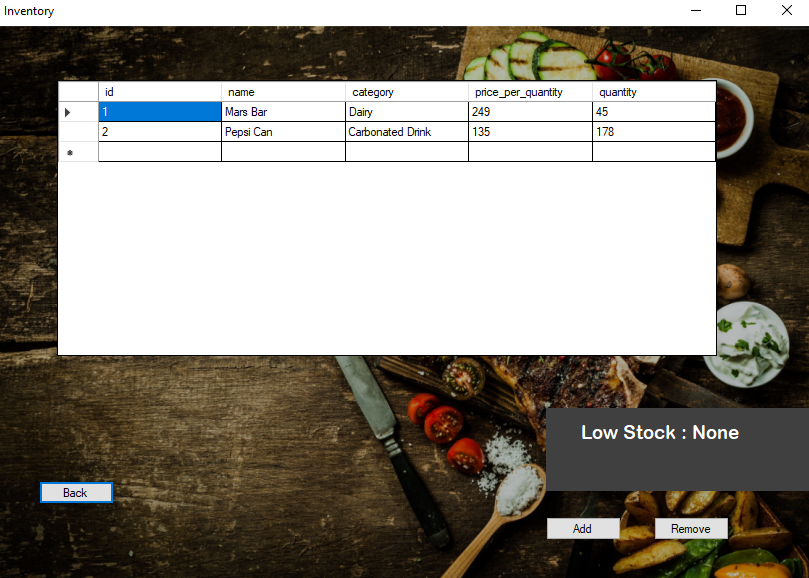 Inventory
id name category price_per_quantity quantity
1 Mars Bar Dairy 249 45
2 Pepsi Can Carbonated Drink 135 178
Low Stock : None
Back
Add Remove